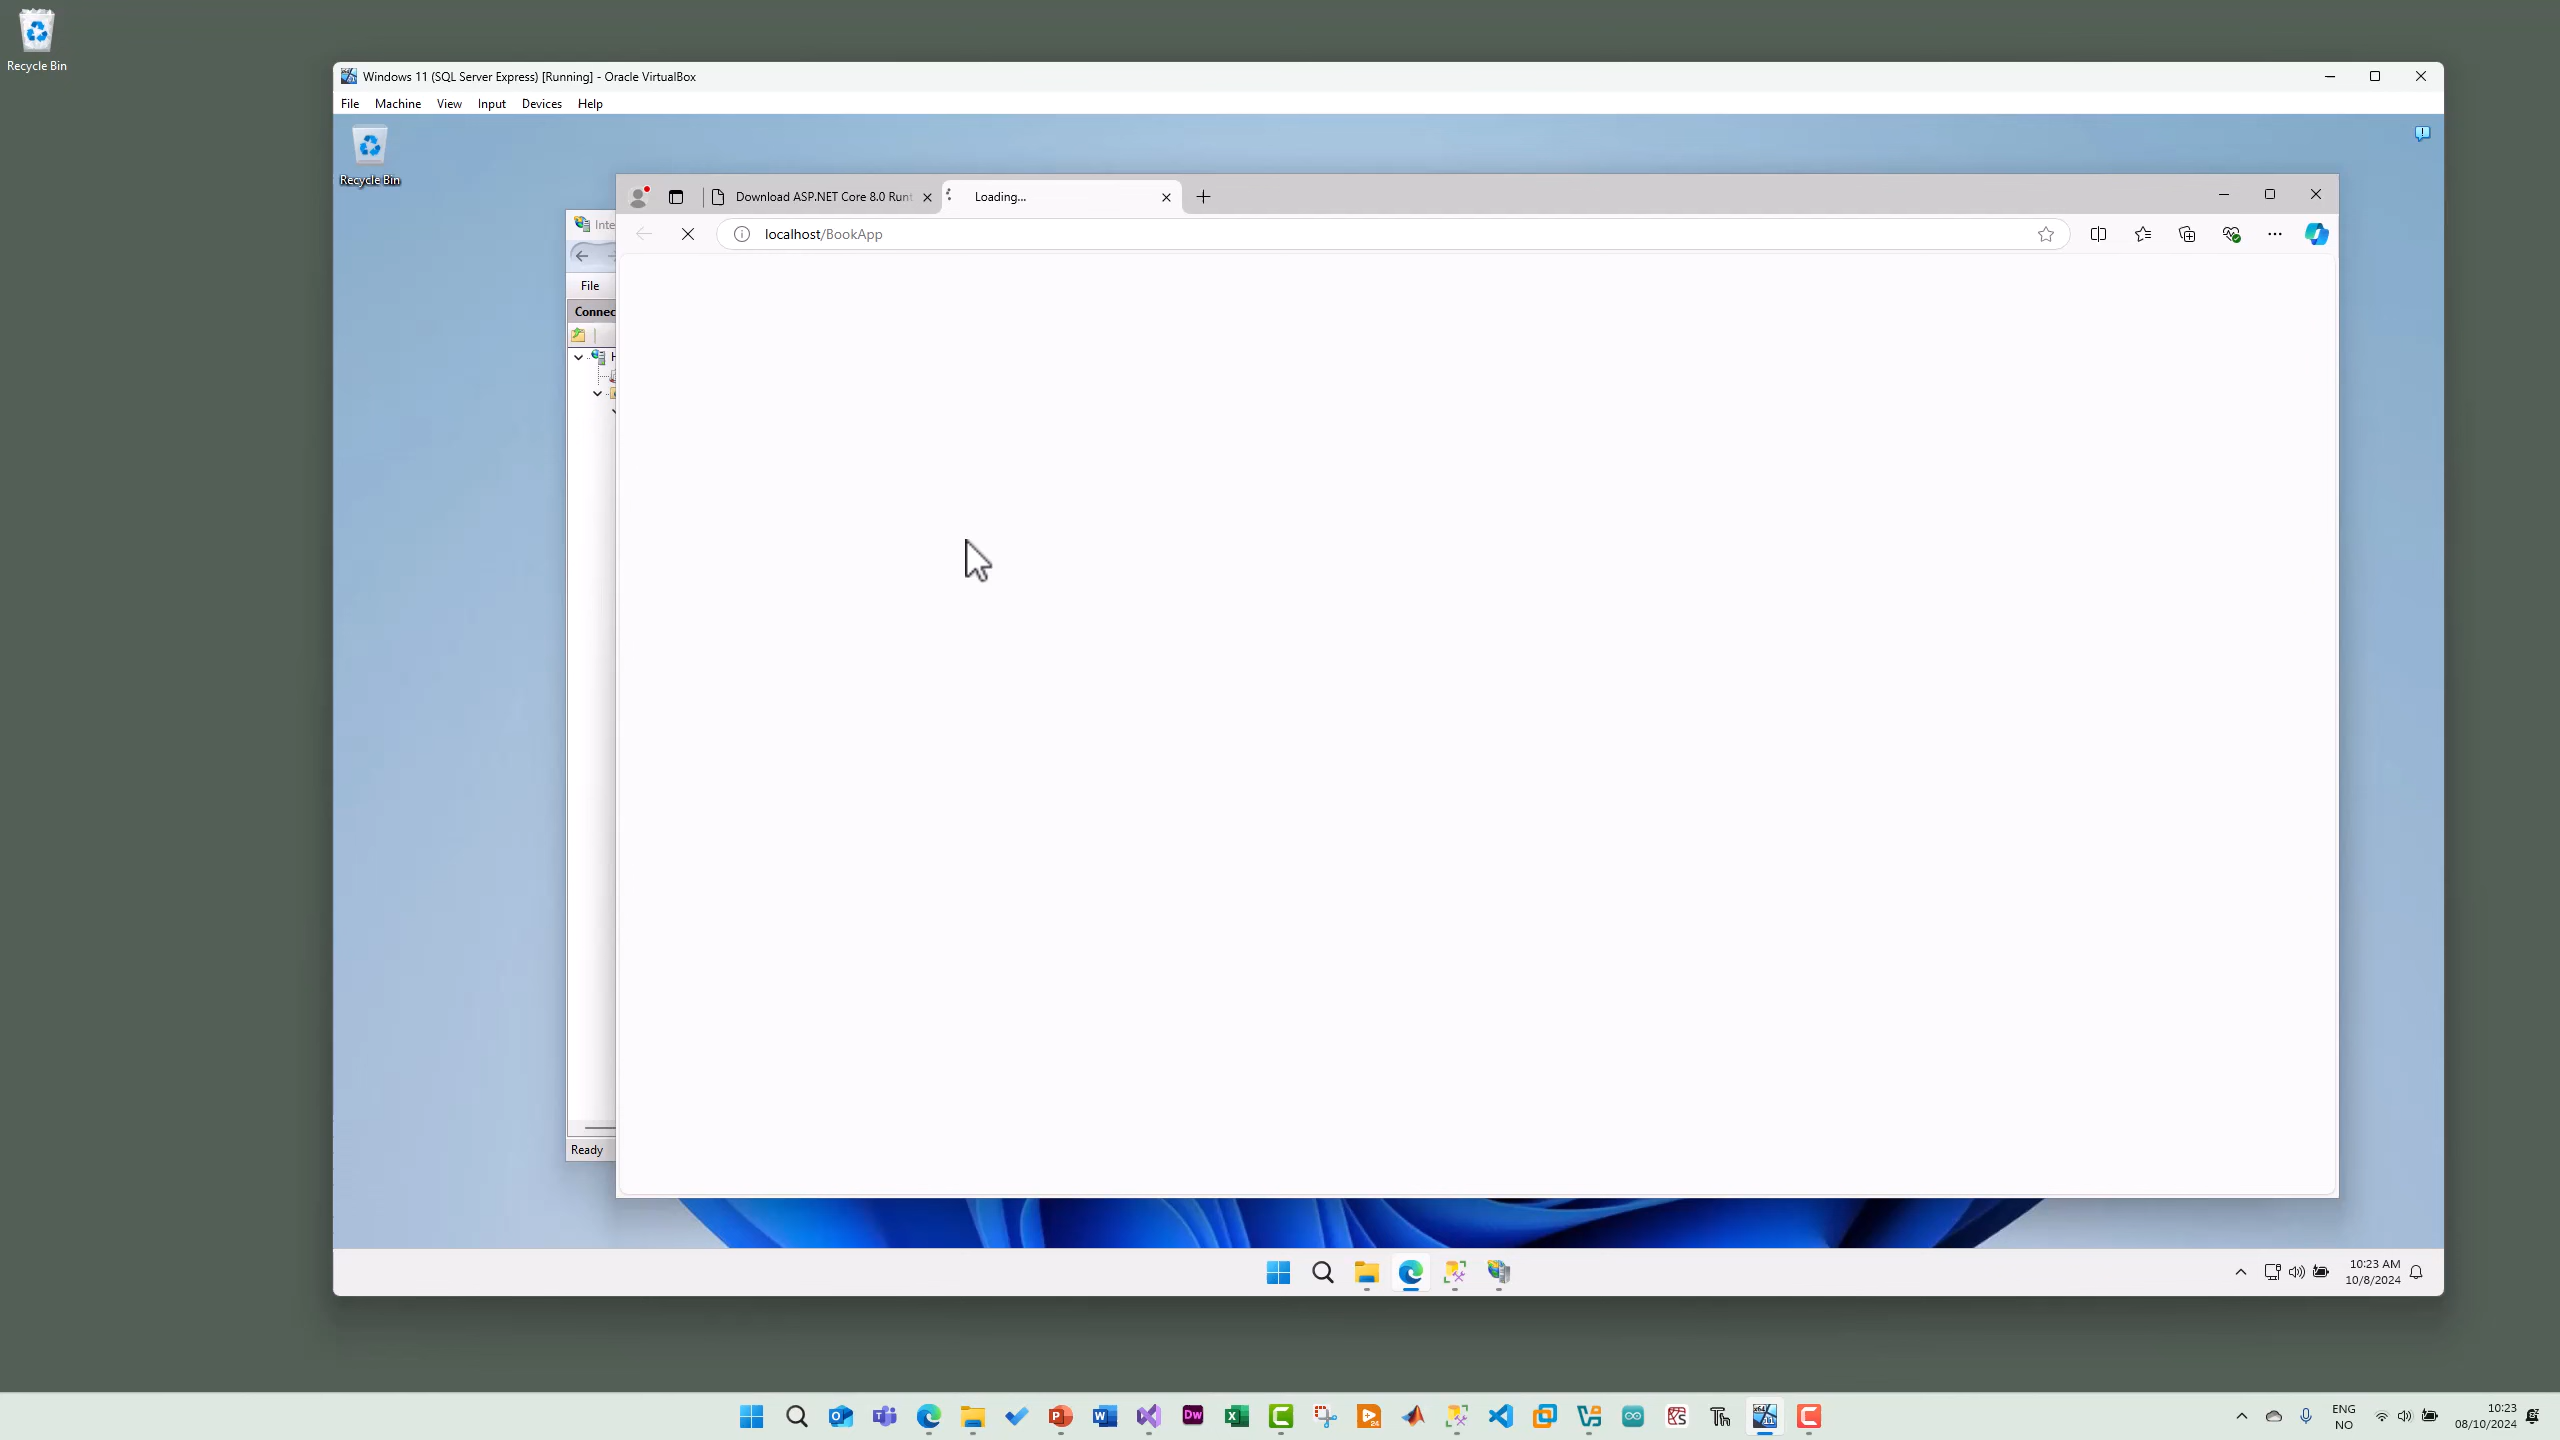 Recycle Bin
Windows 11 (SQL Server Express) [Running] - Oracle VirtualBox
File Machine View Input Devices Help
Recycle Bin
Download ASP.NET Core 8.0 Runt
Loading...
localhost/BookApp
Inte
File
Connec
Ready
10:23 AM
10/8/2024
ENG
NO
10:23
08/10/2024